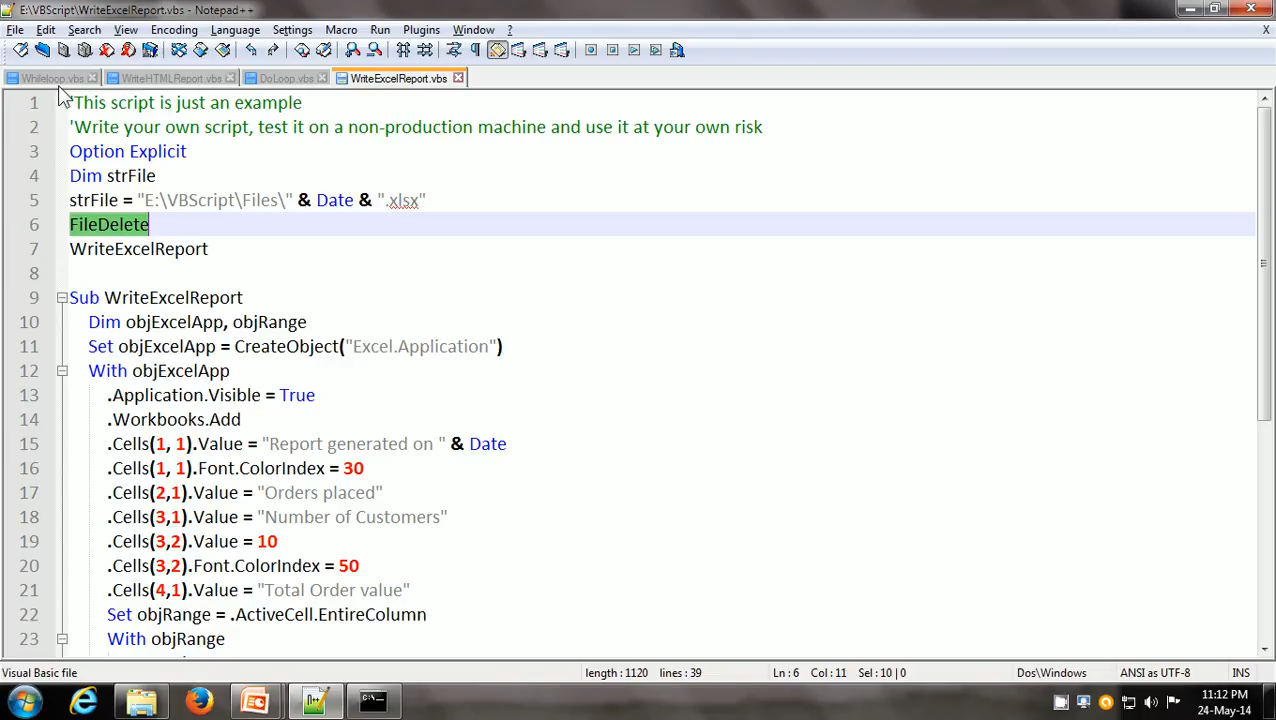 E:\VBScript\WriteExcelReport.vbs - Notepad++
File Edit Search View Encoding Language Settings Macro Run Plugins Window ? X
Whileloop.vbs WriteHTMLReport.vbs DoLoop.vbs WriteExcelReport.vbs
1 'This script is just an example
2 'Write your own script, test it on a non-production machine and use it at your own risk
3 Option Explicit
4 Dim strFile
5 strFile = "E:\VBScript\Files\" & Date & ".xlsx"
6 FileDelete
7 WriteExcelReport
8
9 Sub WriteExcelReport
10 Dim objExcelApp, objRange
11 Set objExcelApp = CreateObject("Excel.Application")
12 With objExcelApp
13 .Application.Visible = True
14 .Workbooks.Add
15 .Cells(1, 1).Value = "Report generated on " & Date
16 .Cells(1, 1).Font.ColorIndex = 30
17 .Cells(2,1).Value = "Orders placed"
18 .Cells(3,1).Value = "Number of Customers"
19 .Cells(3,2).Value = 10
20 .Cells(3,2).Font.ColorIndex = 50
21 .Cells(4,1).Value = "Total Order value"
22 Set objRange = .ActiveCell.EntireColumn
23 With objRange
Visual Basic file length : 1120 lines : 39 Ln : 6 Col : 11 Sel : 10 | 0 Dos\Windows ANSI as UTF-8 INS
11:12 PM
24-May-14